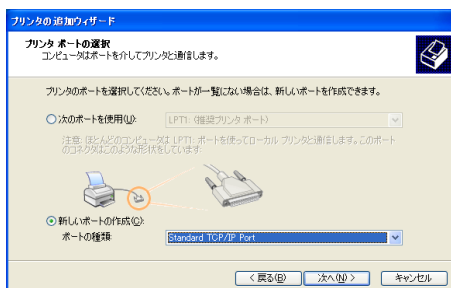 プリンタの追加ウィザード
プリンタ ポートの選択
コンピュータはポートを介してプリンタと通信します。
プリンタのポートを選択してください。ポートが一覧にない場合は、新しいポートを作成できます。
次のポートを使用(U):
LPT1: (推奨プリンタ ポート)
注意: ほとんどのコンピュータは LPT1: ポートを使ってローカル プリンタと通信します。このポート
のコネクタはこのような形状をしています:
新しいポートの作成(C):
ポートの種類:
Standard TCP/IP Port
< 戻る(B)
次へ(N) >
キャンセル